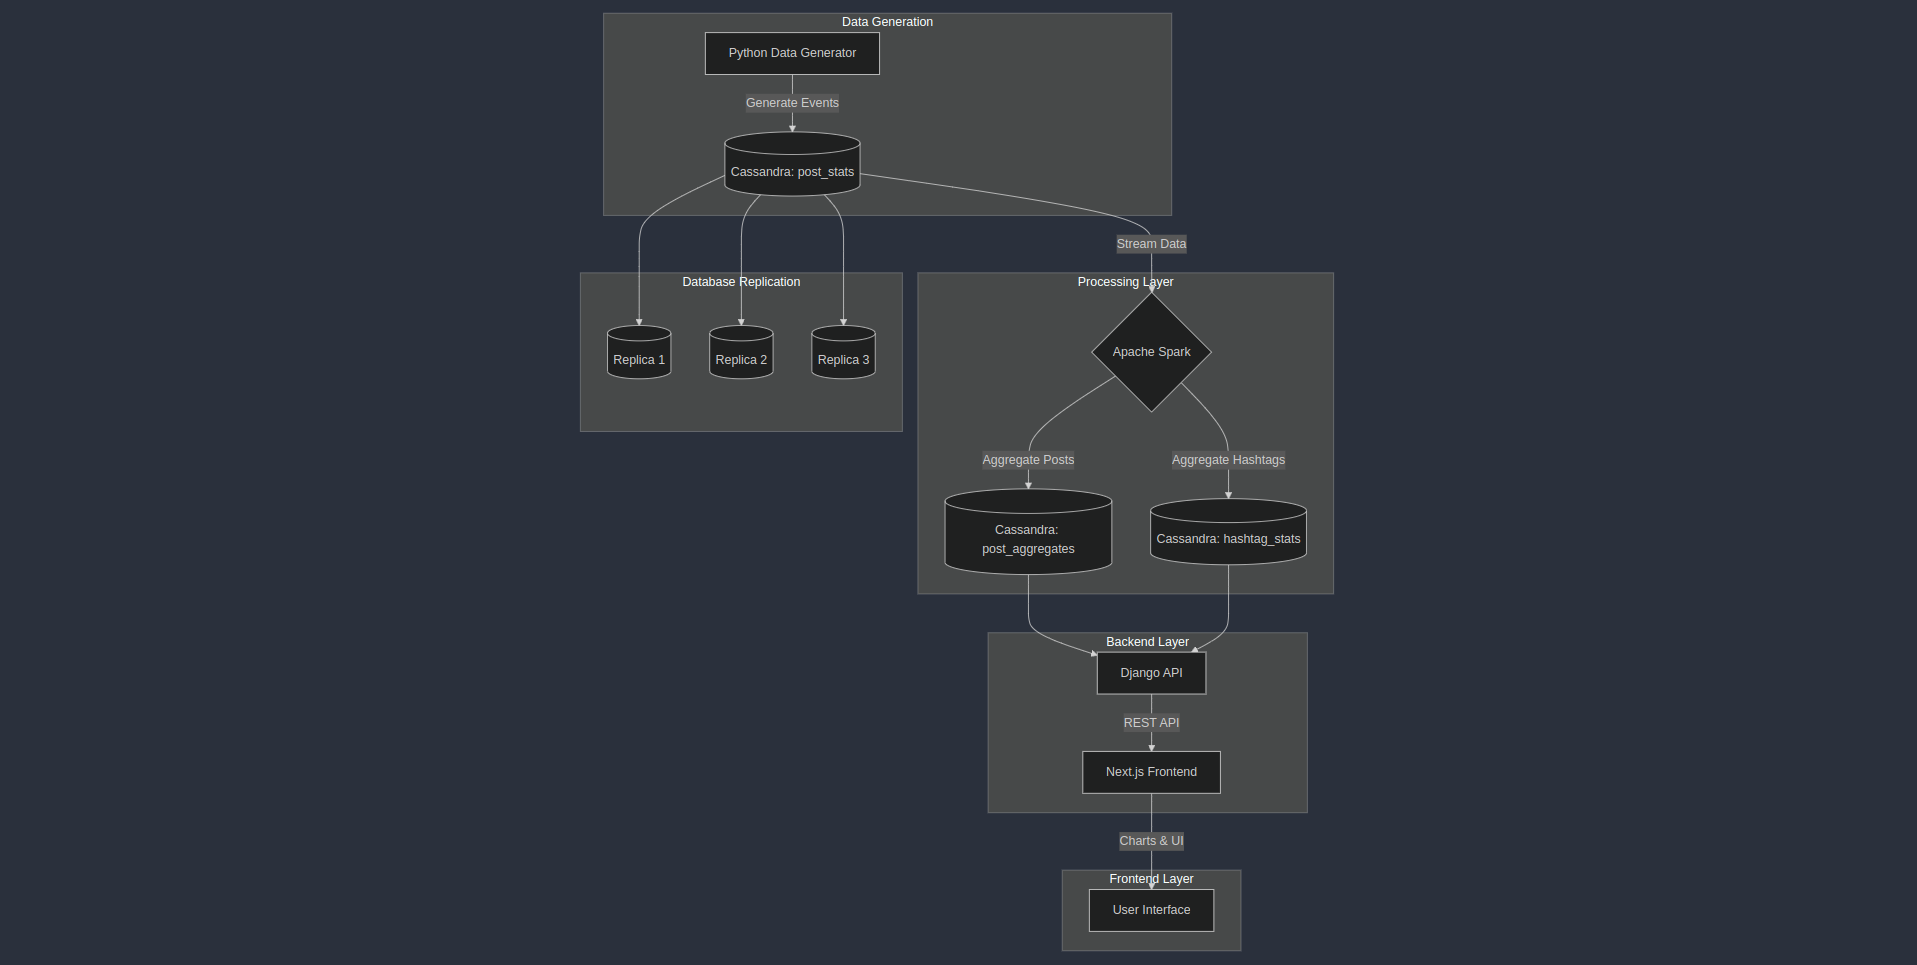 Data Generation
Python Data Generator
Generate Events
Cassandra: post_stats
Stream Data
Database Replication
Processing Layer
Replica 1
Replica 2
Replica 3
Apache Spark
Aggregate Posts
Aggregate Hashtags
Cassandra:
post_aggregates
Cassandra: hashtag_stats
Backend Layer
Django API
REST API
Next.js Frontend
Charts & UI
Frontend Layer
User Interface